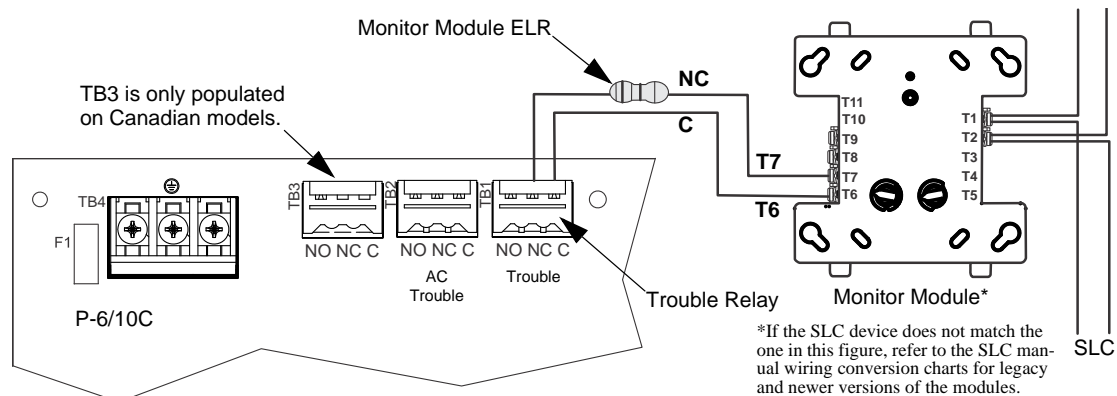 Monitor Module ELR
NC
C
TB3 is only populated
on Canadian models.
T11
T10
T9
T8
T7
T6
T1
T2
T3
T4
T5
T7
T6
TB4
F1
TB3
TB2
TB1
NO NC C
NO NC C
NO NC C
AC
Trouble
Trouble
P-6/10C
Trouble Relay
Monitor Module*
*If the SLC device does not match the
one in this figure, refer to the SLC man-
ual wiring conversion charts for legacy
and newer versions of the modules.
SLC